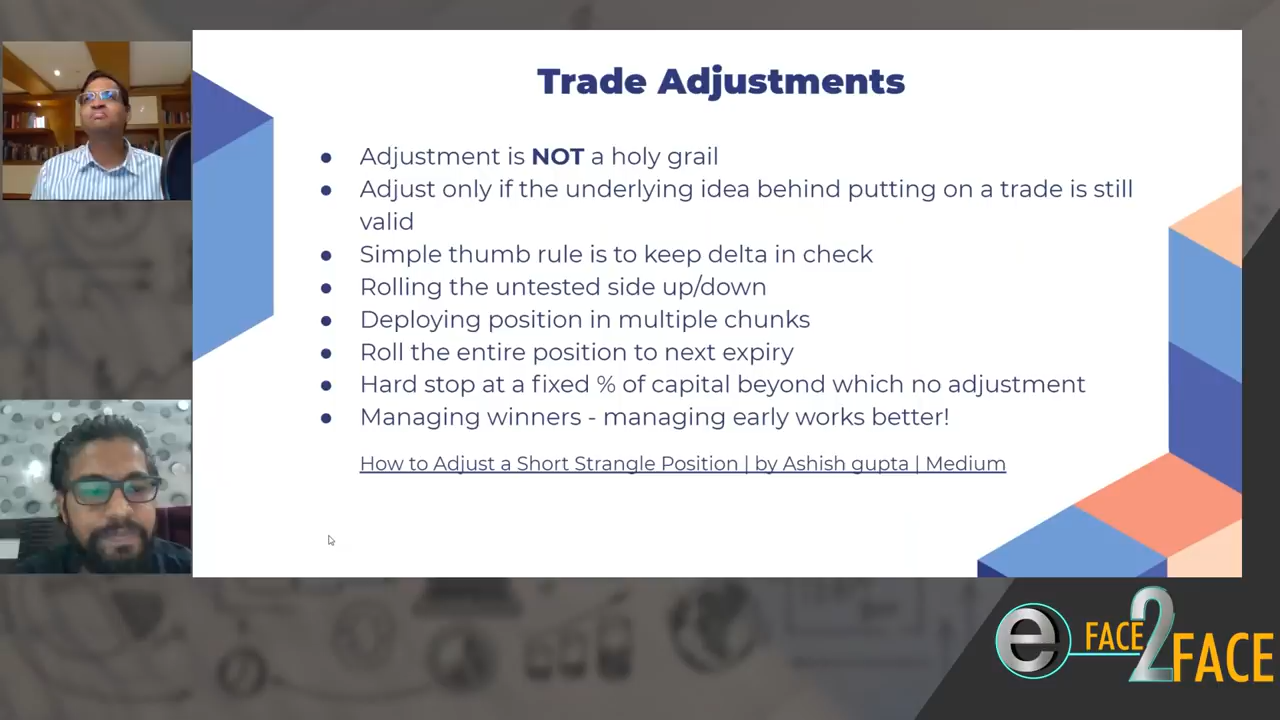 Trade Adjustments
● Adjustment is NOT a holy grail
● Adjust only if the underlying idea behind putting on a trade is still
valid
● Simple thumb rule is to keep delta in check
● Rolling the untested side up/down
● Deploying position in multiple chunks
● Roll the entire position to next expiry
● Hard stop at a fixed % of capital beyond which no adjustment
● Managing winners - managing early works better!
How to Adjust a Short Strangle Position | by Ashish gupta | Medium
e FACE 2 FACE